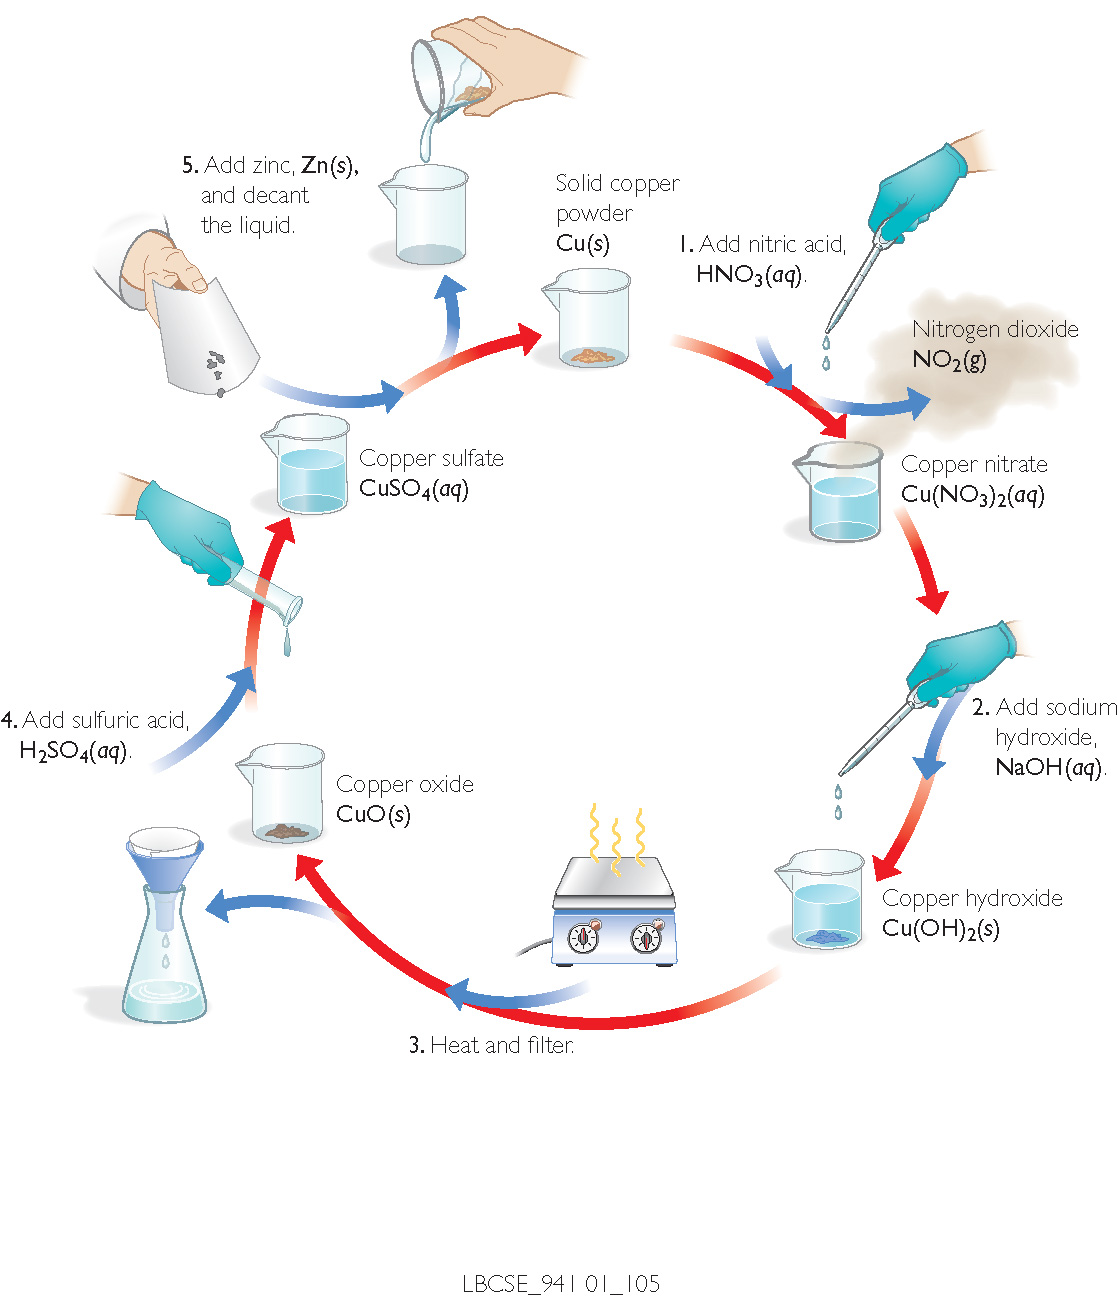 5. Add zinc, Zn(s),
and decant
the liquid.
Solid copper
powder
Cu(s)
1. Add nitric acid,
HNO₃(aq).
Nitrogen dioxide
NO₂(g)
Copper sulfate
CuSO₄(aq)
Copper nitrate
Cu(NO₃)₂(aq)
4. Add sulfuric acid,
H₂SO₄(aq).
2. Add sodium
hydroxide,
NaOH(aq).
Copper oxide
CuO(s)
Copper hydroxide
Cu(OH)₂(s)
3. Heat and filter.
LBCSE_941 01_105